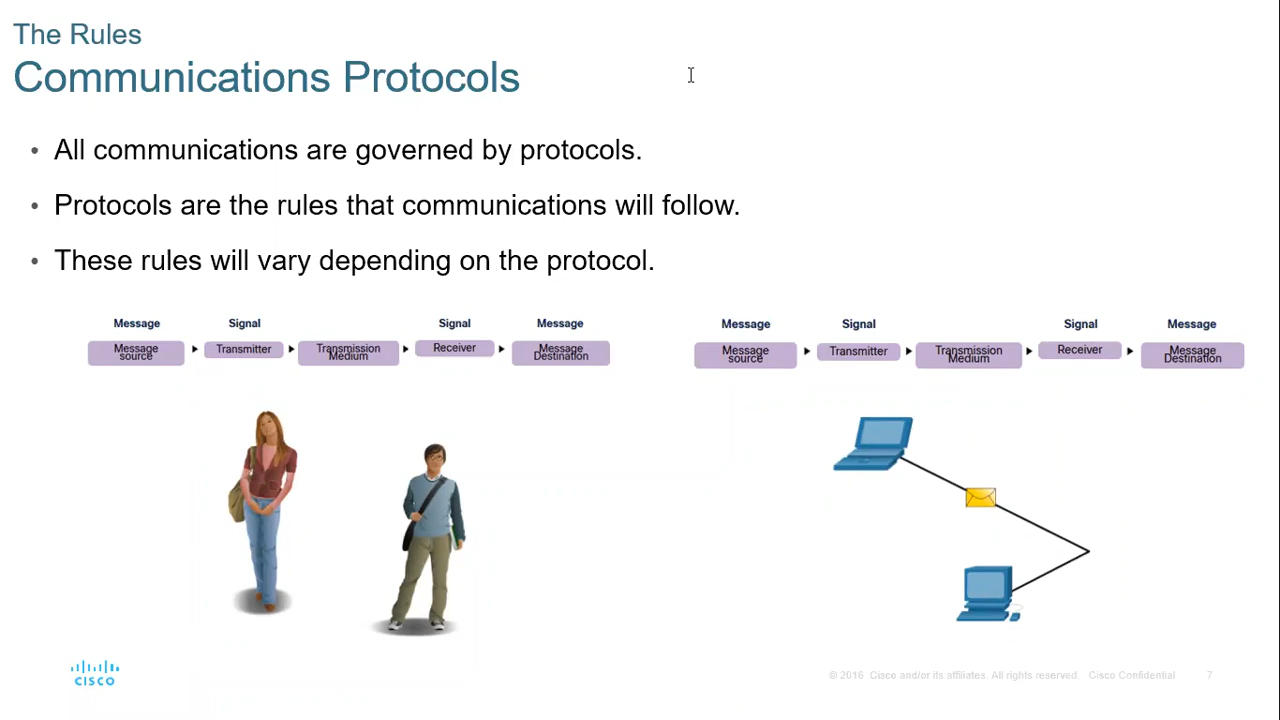 The Rules
Communications Protocols
• All communications are governed by protocols.
• Protocols are the rules that communications will follow.
• These rules will vary depending on the protocol.
Message Signal Signal Message
Message
source
Transmitter
Transmission
Medium
Receiver
Message
Destination
Message Signal Signal Message
Message
source
Transmitter
Transmission
Medium
Receiver
Message
Destination
CISCO
© 2016 Cisco and/or its affiliates. All rights reserved. Cisco Confidential 7